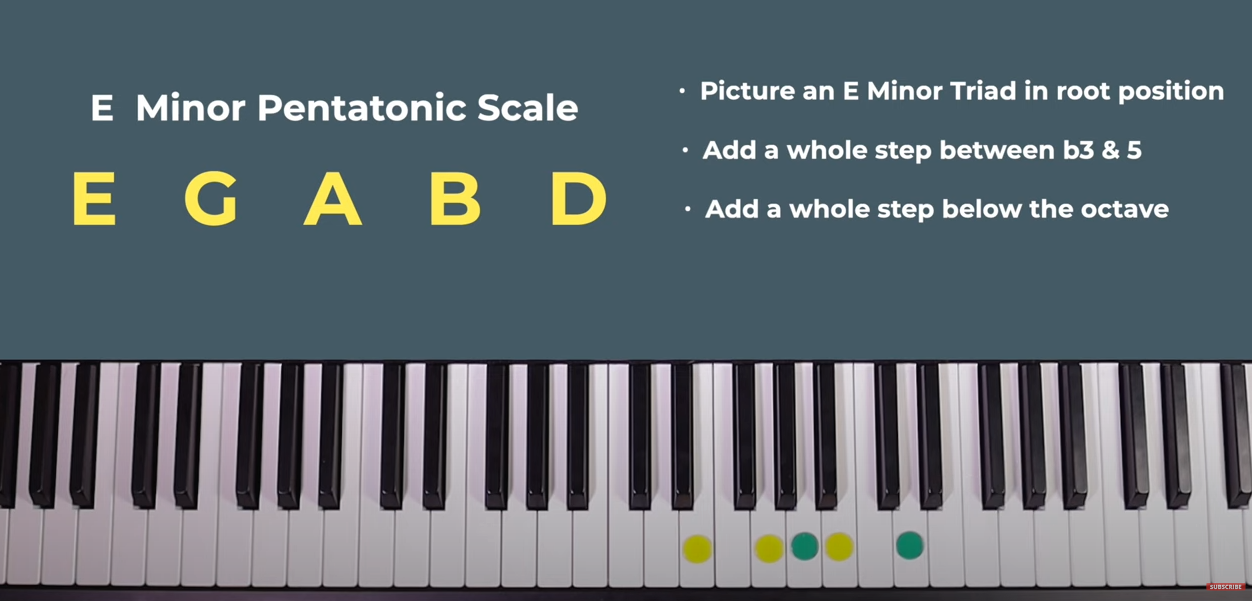 E Minor Pentatonic Scale
E G A B D
• Picture an E Minor Triad in root position
• Add a whole step between b3 & 5
• Add a whole step below the octave
SUBSCRIBE